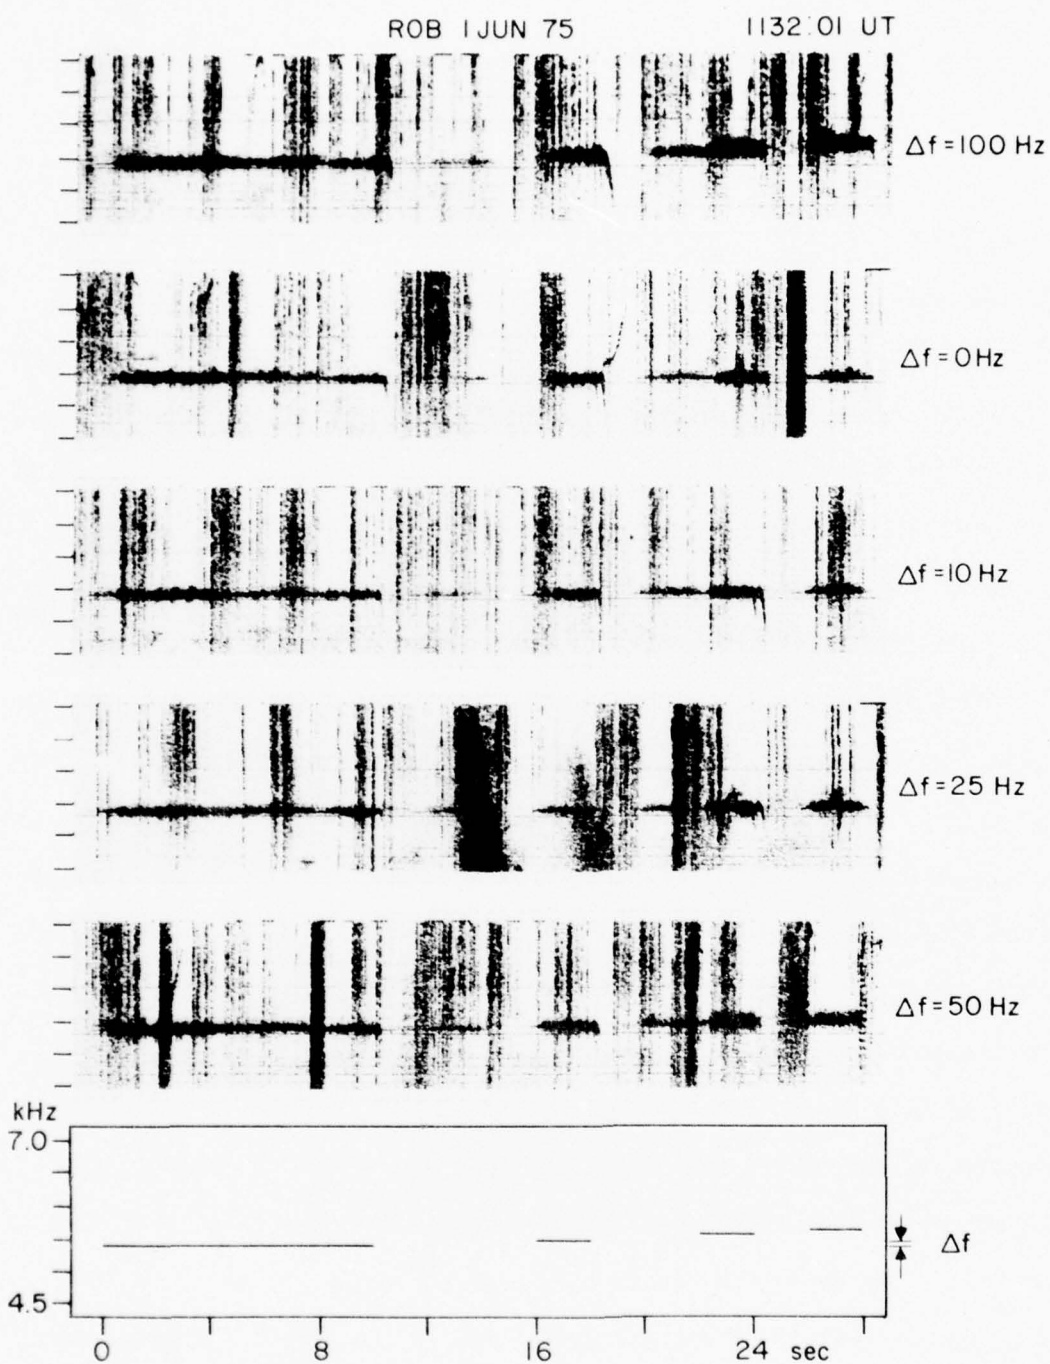 ROB 1 JUN 75 1132:01 UT
Δf = 100 Hz
Δf = 0 Hz
Δf = 10 Hz
Δf = 25 Hz
Δf = 50 Hz
kHz
7.0
4.5
Δf
0 8 16 24 sec